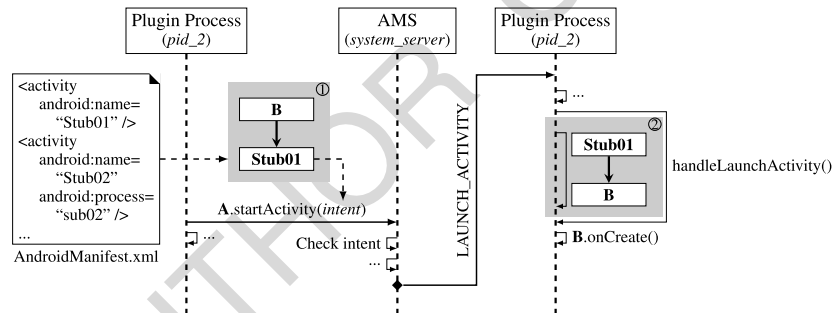 Plugin Process
(pid_2)
AMS
(system_server)
Plugin Process
(pid_2)
<activity
android:name=
“Stub01” />
<activity
android:name=
“Stub02”
android:process=
“sub02” />
...
AndroidManifest.xml
①
B
Stub01
A.startActivity(intent)
...
Check intent
...
LAUNCH_ACTIVITY
...
②
Stub01
B
handleLaunchActivity()
B.onCreate()
THOR